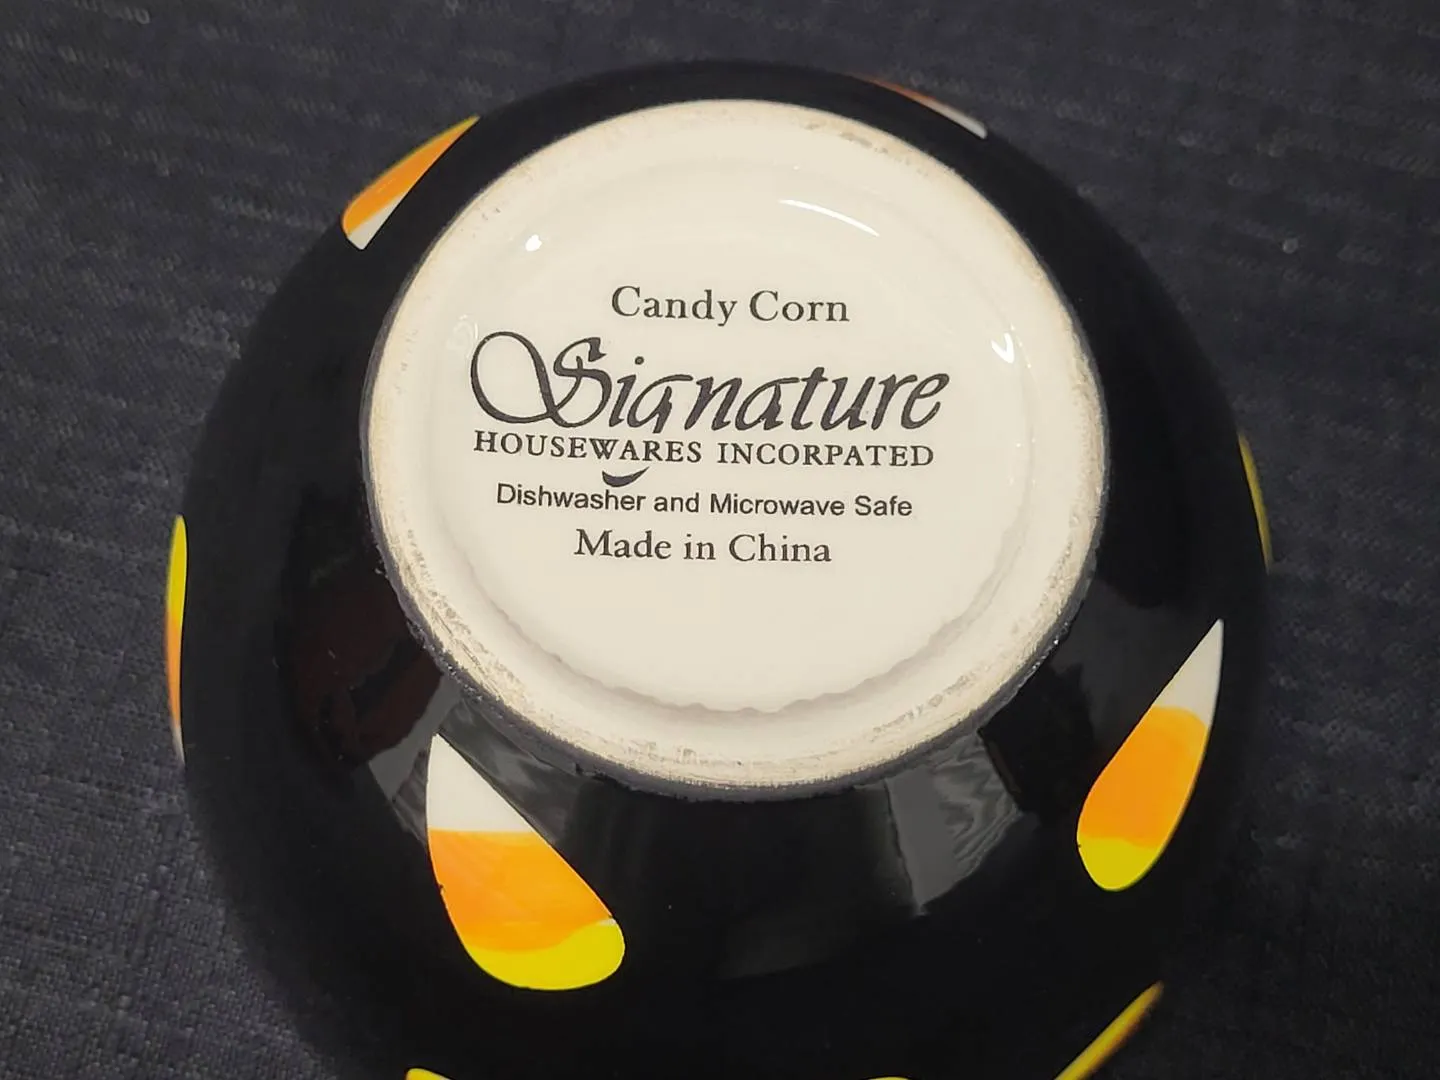 Candy Corn
Signature
HOUSEWARES INCORPATED
Dishwasher and Microwave Safe
Made in China